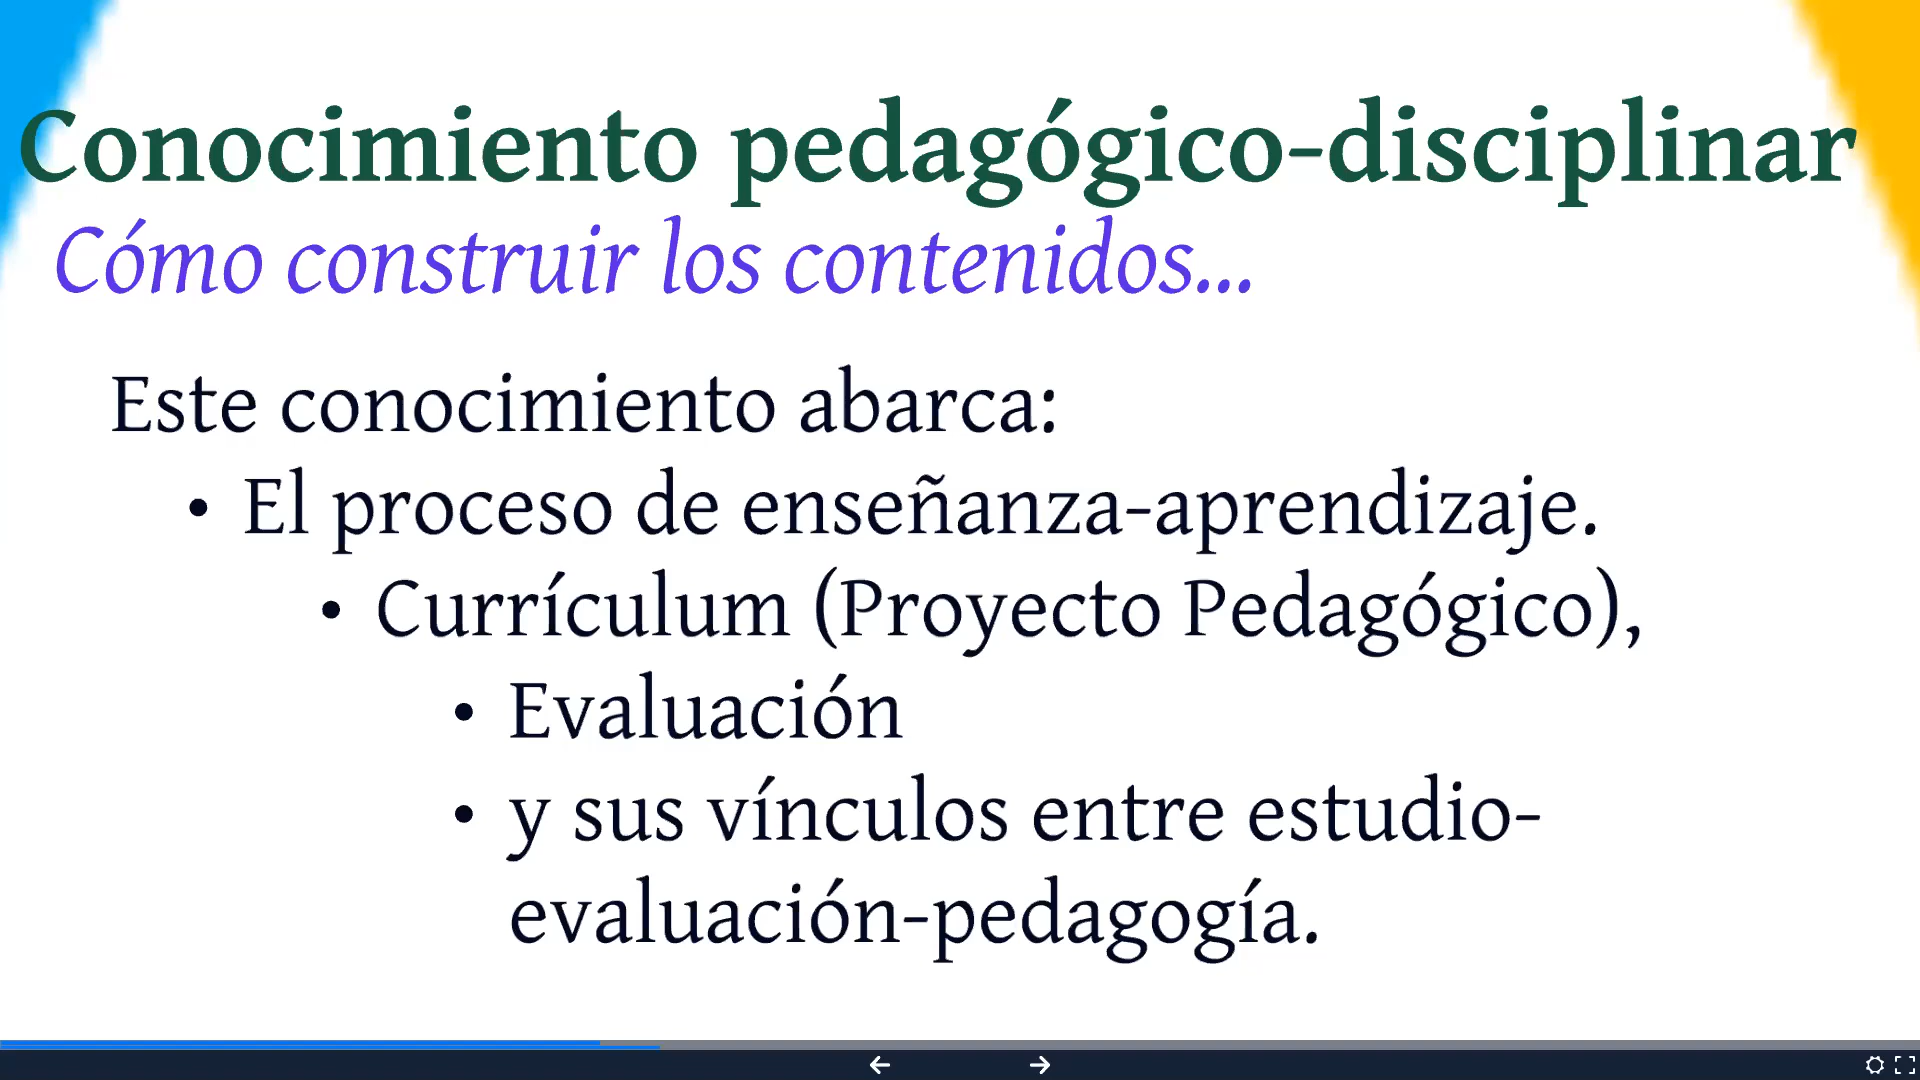 Conocimiento pedagógico-disciplinar
Cómo construir los contenidos...
Este conocimiento abarca:
• El proceso de enseñanza-aprendizaje.
• Currículum (Proyecto Pedagógico),
• Evaluación
• y sus vínculos entre estudio-
evaluación-pedagogía.